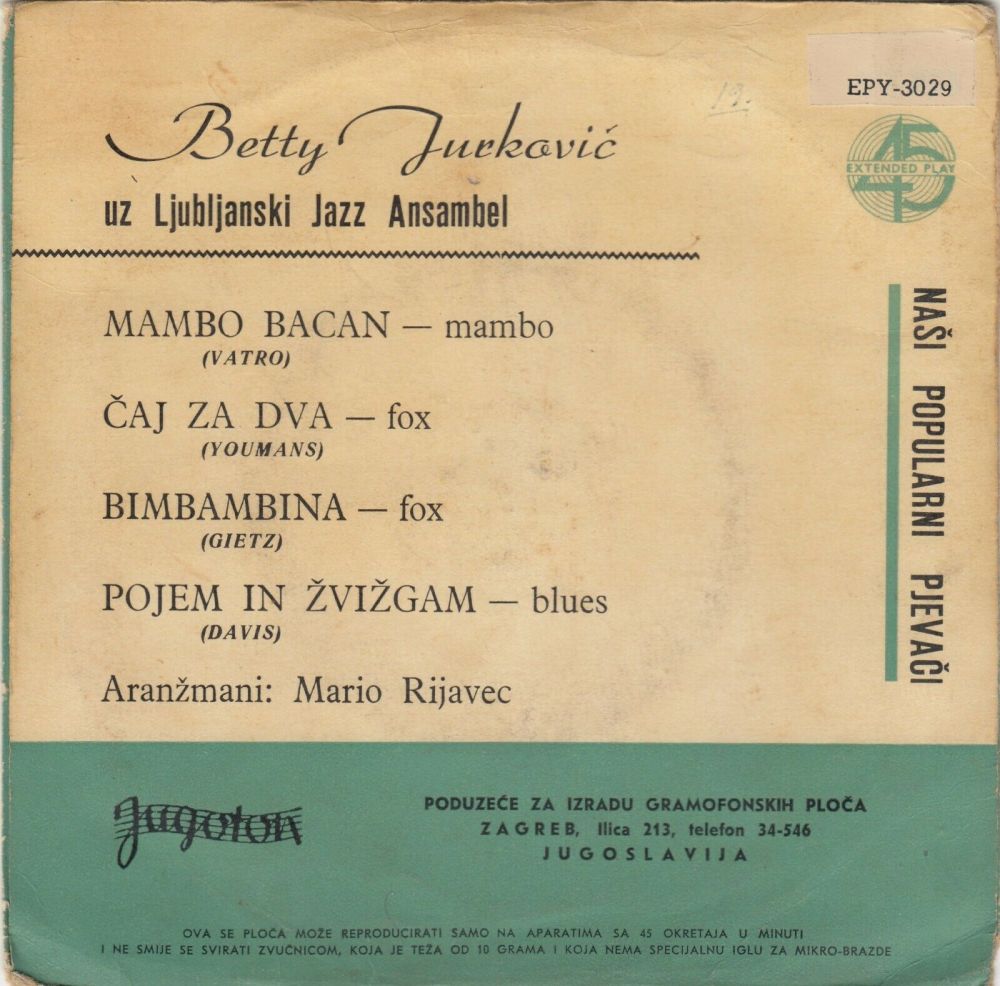 EPY-3029
19.
Betty Jurković
uz Ljubljanski Jazz Ansambel
45
EXTENDED PLAY
MAMBO BACAN — mambo
(VATRO)
ČAJ ZA DVA — fox
(YOUMANS)
BIMBAMBINA — fox
(GIETZ)
POJEM IN ŽVIŽGAM — blues
(DAVIS)
Aranžmani: Mario Rijavec
NAŠI POPULARNI PJEVAČI
Jugoton
PODUZEĆE ZA IZRADU GRAMOFONSKIH PLOČA
ZAGREB, Ilica 213, telefon 34-546
JUGOSLAVIJA
OVA SE PLOČA MOŽE REPRODUCIRATI SAMO NA APARATIMA SA 45 OKRETAJA U MINUTI
I NE SMIJE SE SVIRATI ZVUČNICOM, KOJA JE TEŽA OD 10 GRAMA I KOJA NEMA SPECIJALNU IGLU ZA MIKRO-BRAZDE